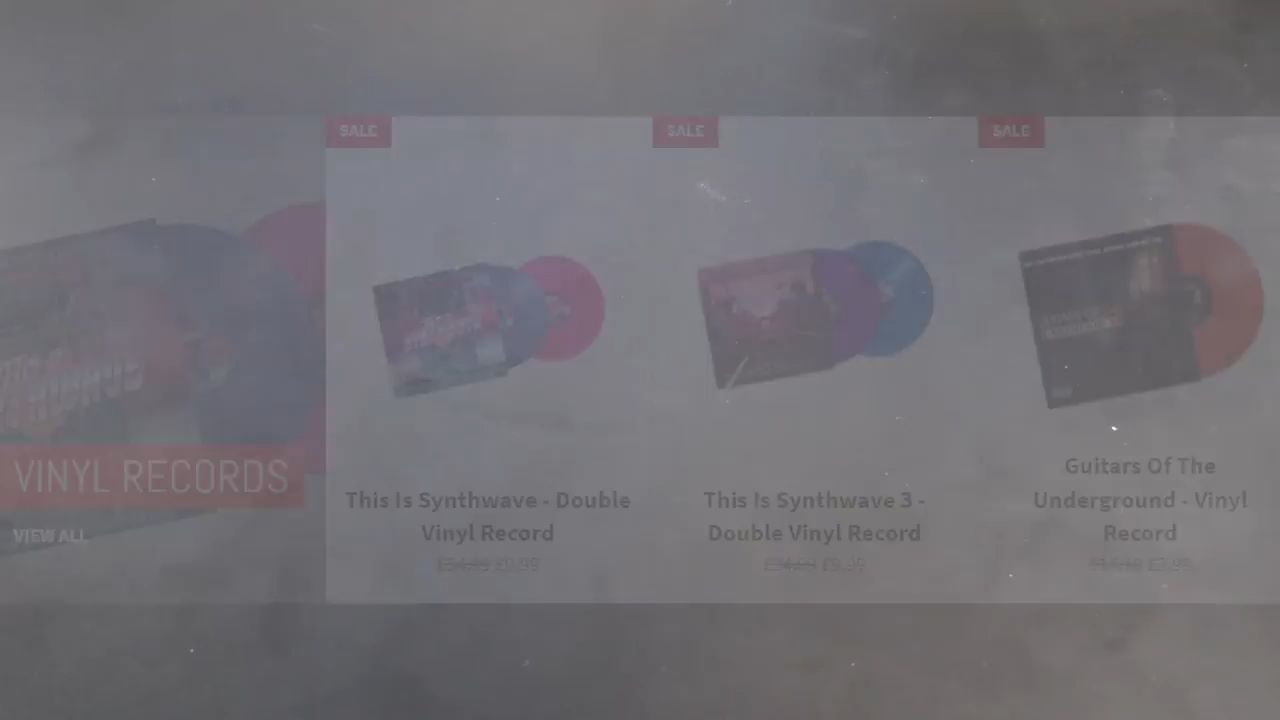 SALE
SALE
SALE
VINYL RECORDS
VIEW ALL
This Is Synthwave - Double
Vinyl Record
This Is Synthwave 3 -
Double Vinyl Record
Guitars Of The
Underground - Vinyl
Record